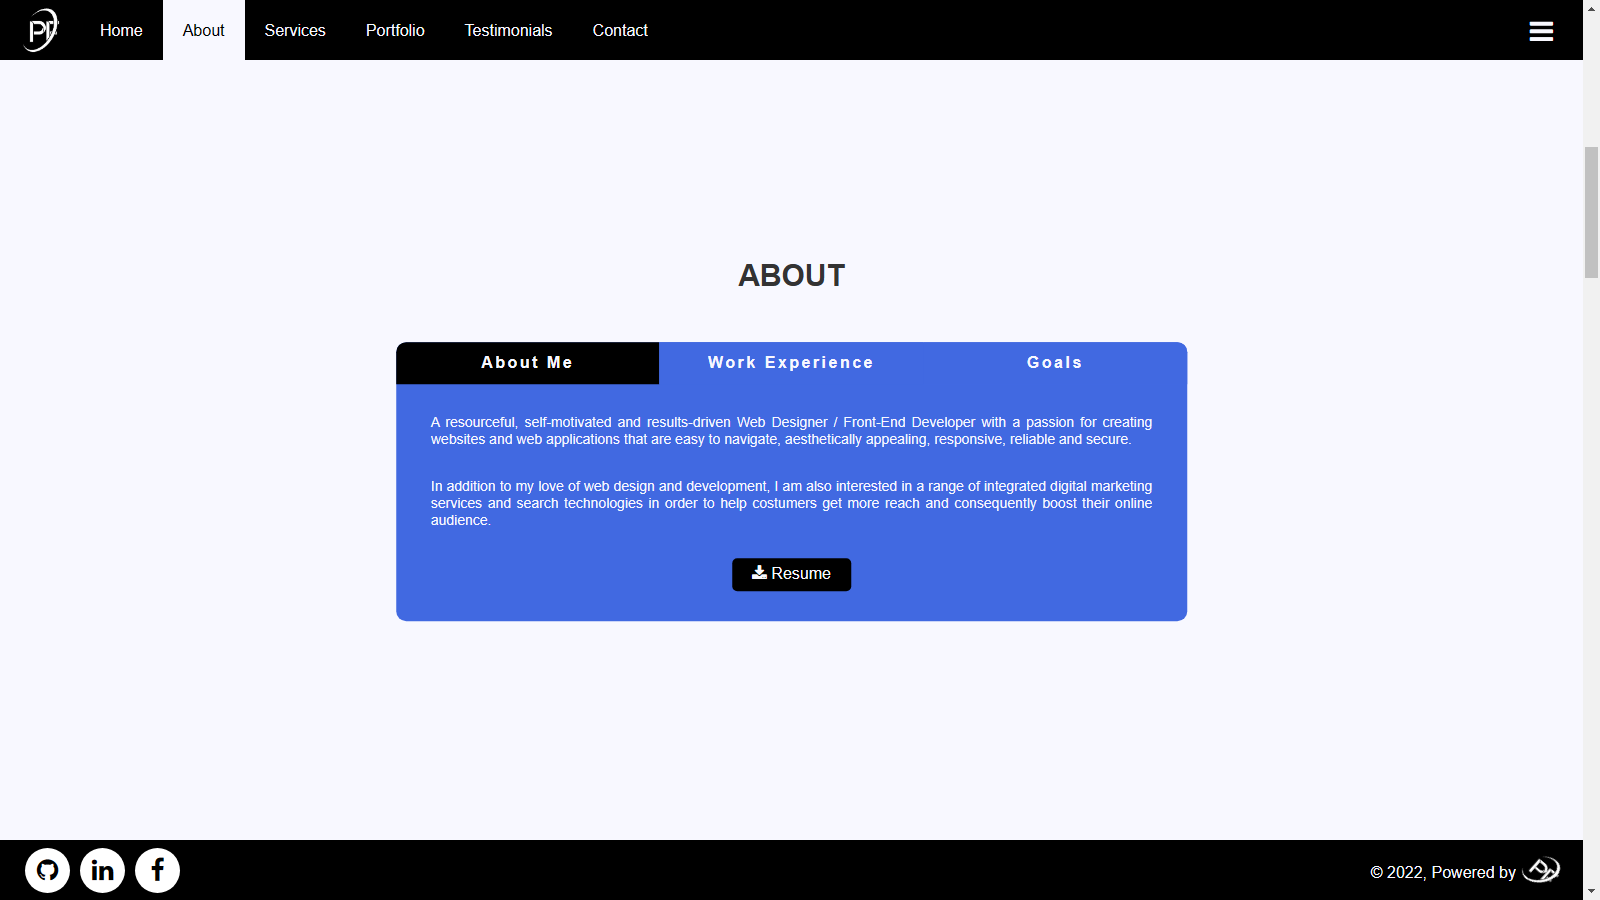 Home About Services Portfolio Testimonials Contact
ABOUT
About Me Work Experience Goals
A resourceful, self-motivated and results-driven Web Designer / Front-End Developer with a passion for creating
websites and web applications that are easy to navigate, aesthetically appealing, responsive, reliable and secure.
In addition to my love of web design and development, I am also interested in a range of integrated digital marketing
services and search technologies in order to help costumers get more reach and consequently boost their online
audience.
Resume
© 2022, Powered by